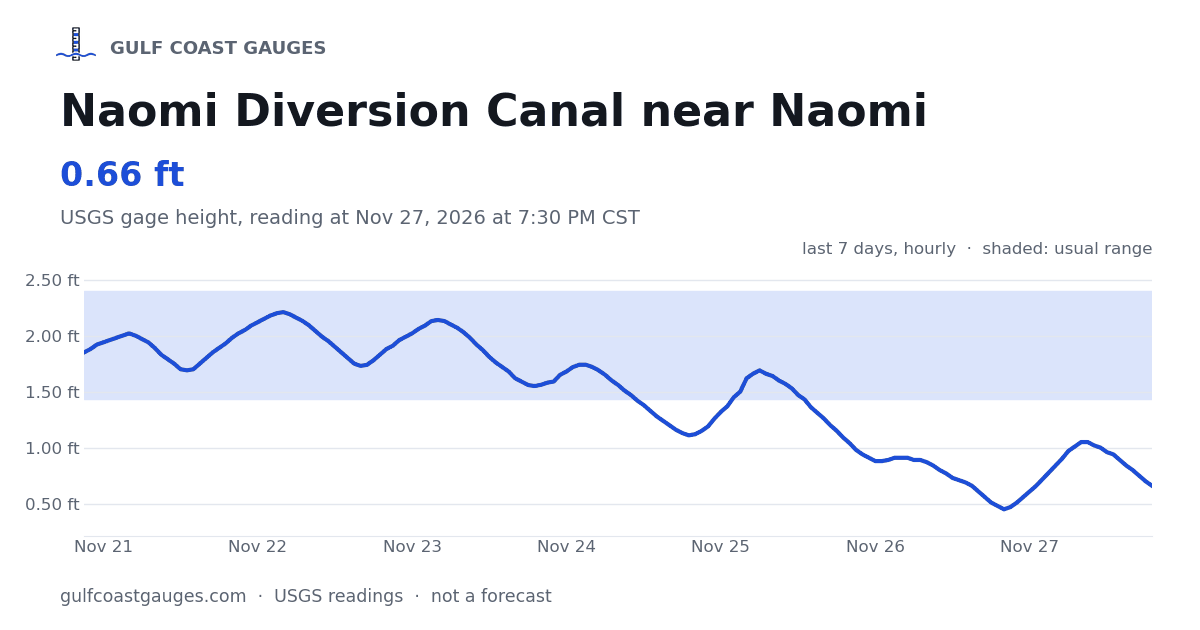 GULF COAST GAUGES
Naomi Diversion Canal near Naomi
0.66 ft
USGS gage height, reading at Nov 27, 2026 at 7:30 PM CST
last 7 days, hourly · shaded: usual range
2.50 ft
2.00 ft
1.50 ft
1.00 ft
0.50 ft
Nov 21 Nov 22 Nov 23 Nov 24 Nov 25 Nov 26 Nov 27
gulfcoastgauges.com · USGS readings · not a forecast